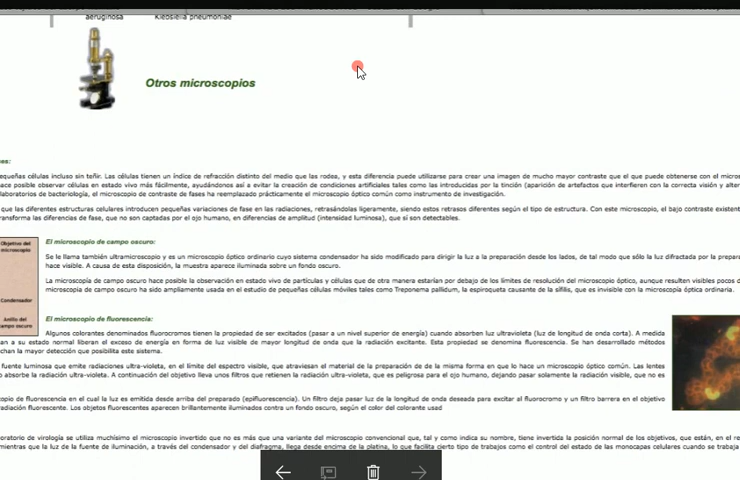 aeruginosa Klebsiella pneumoniae
Otros microscopios
es:
equeñas células incluso sin teñir. Las células tienen un índice de refracción distinto del medio que las rodea, y esta diferencia puede utilizarse para crear una imagen de mucho mayor contraste que el que puede obtenerse con el micros
ace posible observar células en estado vivo más fácilmente, ayudándonos así a evitar la creación de condiciones artificiales tales como las introducidas por la tinción (aparición de artefactos que interfieren con la correcta visión y alter
laboratorios de bacteriología, el microscopio de contraste de fases ha reemplazado prácticamente el microscopio óptico común como instrumento de investigación.
que las diferentes estructuras celulares introducen pequeñas variaciones de fase en las radiaciones, retrasándolas ligeramente, siendo estos retrasos diferentes según el tipo de estructura. Con este microscopio, el bajo contraste existent
ransforma las diferencias de fase, que no son captadas por el ojo humano, en diferencias de amplitud (intensidad luminosa), que sí son detectables.
Objetivo del
microscopio
Condensador
Anillo del
campo oscuro
El microscopio de campo oscuro:
Se le llama también ultramicroscopio y es un microscopio óptico ordinario cuyo sistema condensador ha sido modificado para dirigir la luz a la preparación desde los lados, de tal modo que sólo la luz difractada por la prepara
hace visible. A causa de esta disposición, la muestra aparece iluminada sobre un fondo oscuro.
La microscopía de campo oscuro hace posible la observación en estado vivo de partículas y células que de otra manera estarían por debajo de los límites de resolución del microscopio óptico, aunque resulten visibles pocos de
microscopía de campo oscuro ha sido ampliamente usada en el estudio de pequeñas células móviles tales como Treponema pallidum, la espiroqueta causante de la sífilis, que es invisible con la microscopía óptica ordinaria.
El microscopio de fluorescencia:
Algunos colorantes denominados fluorocromos tienen la propiedad de ser excitados (pasar a un nivel superior de energía) cuando absorben luz ultravioleta (luz de longitud de onda corta). A medida
an a su estado normal liberan el exceso de energía en forma de luz visible de mayor longitud de onda que la radiación excitante. Esta propiedad se denomina fluorescencia. Se han desarrollado métodos
chan la mayor detección que posibilita este sistema.
fuente luminosa que emite radiaciones ultra-violeta, en el límite del espectro visible, que atraviesan el material de la preparación de de la misma forma en que lo hace un microscopio óptico común. Las lentes
o absorbe la radiación ultra-violeta. A continuación del objetivo lleva unos filtros que retienen la radiación ultra-violeta, que es peligrosa para el ojo humano, dejando pasar solamente la radiación visible, que no es
copio de fluorescencia en el cual la luz es emitida desde arriba del preparado (epifluorescencia). Un filtro deja pasar luz de la longitud de onda deseada para excitar el fluorocromo y un filtro barrera en el objetivo
radiación fluorescente. Los objetos fluorescentes aparecen brillantemente iluminados contra un fondo oscuro, según el color del colorante usad
oratorio de virología se utiliza muchísimo el microscopio invertido que no es más que una variante del microscopio convencional que, tal y como indica su nombre, tiene invertida la posición normal de los objetivos, que están, en el re
mientras que la luz de la fuente de iluminación, a través del condensador y del diafragma, llega desde encima de la platina, lo que facilita cierto tipo de trabajos como el control del estado de las monocapas celulares cuando se trabaja